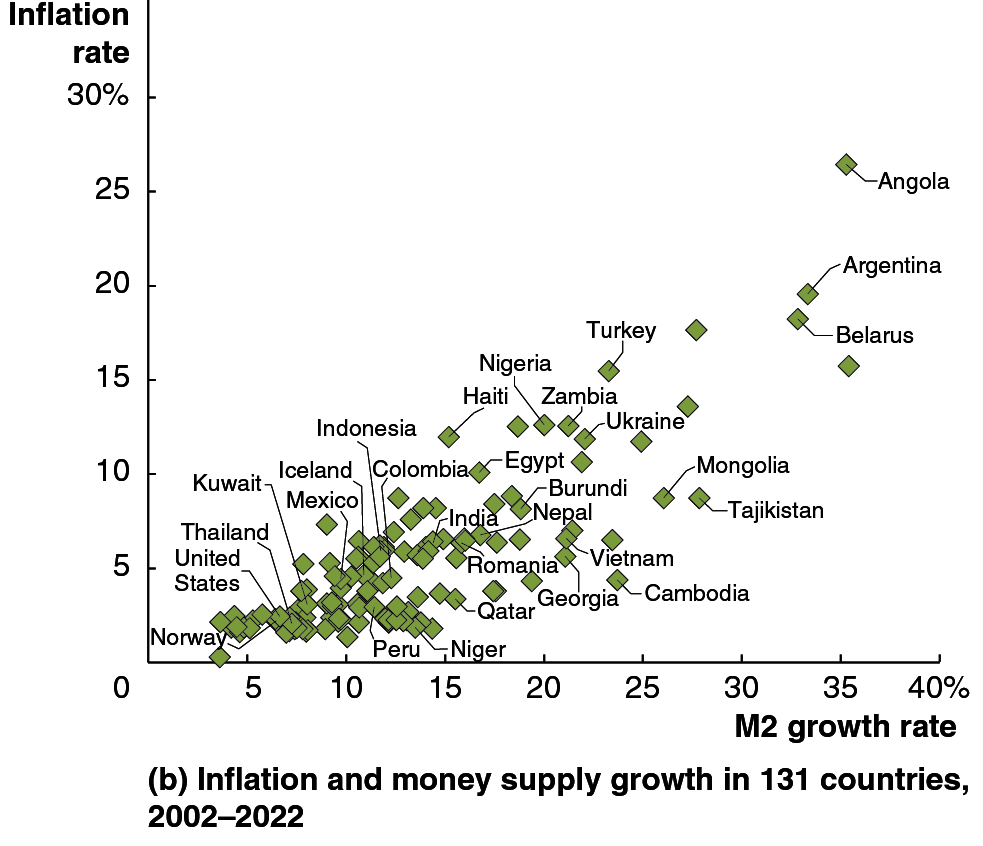 Inflation
rate
30%
25
Angola
Argentina
20
Belarus
Turkey
15
Nigeria
Haiti
Zambia
Ukraine
Indonesia
10
Iceland
Colombia
Egypt
Mongolia
Kuwait
Mexico
Burundi
Tajikistan
India
Nepal
Thailand
United
States
5
Romania
Vietnam
Georgia
Cambodia
Qatar
Norway
Peru
Niger
0
5
10
15
20
25
30
35
40%
M2 growth rate
(b) Inflation and money supply growth in 131 countries,
2002–2022